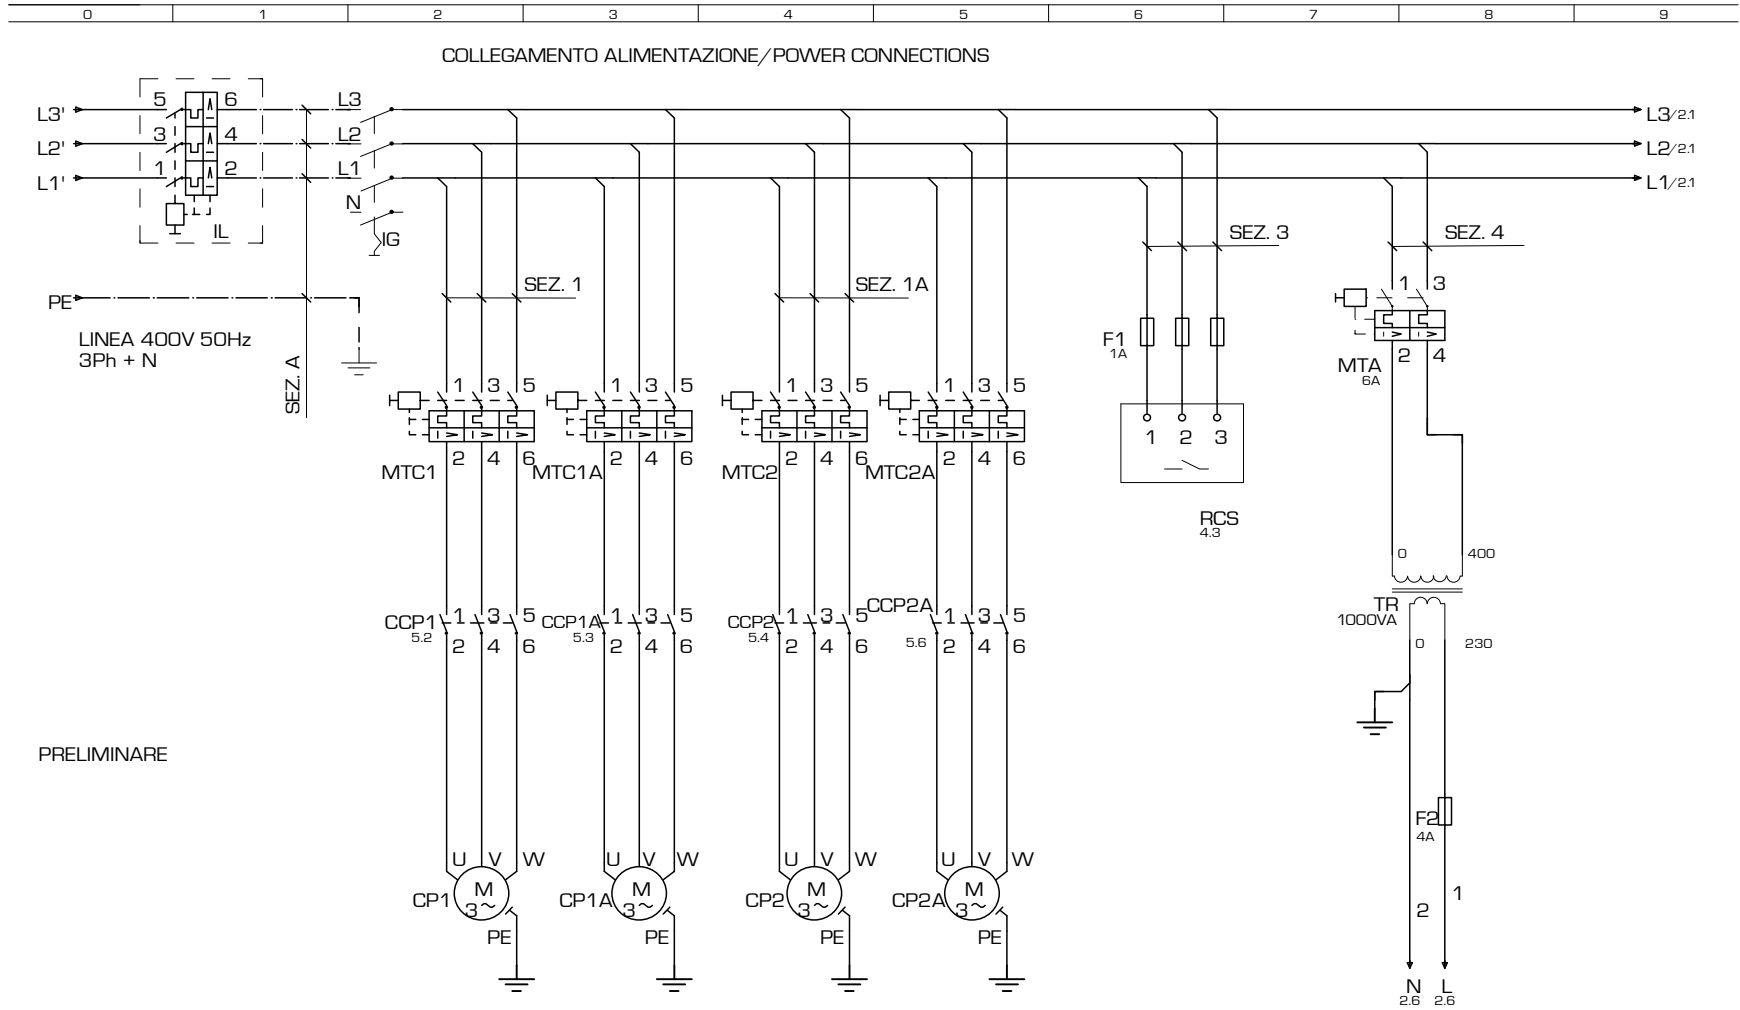 0 1 2 3 4 5 6 7 8 9
COLLEGAMENTO ALIMENTAZIONE/POWER CONNECTIONS
L3' 5 6 L3 L3/2.1
L2' 3 4 L2 L2/2.1
L1' 1 2 L1 L1/2.1
N
IL IG
SEZ. 3 SEZ. 4
SEZ. 1 SEZ. 1A
1 3
PE
LINEA 400V 50Hz
3Ph + N
SEZ. A
F1
1A
2 4
MTA
6A
1 3 5 1 3 5 1 3 5 1 3 5
1 2 3
2 4 6 2 4 6 2 4 6 2 4 6
MTC1 MTC1A MTC2 MTC2A
RCS
4.3
0 400
TR
1000VA
0 230
CCP1 1 3 5 CCP1A 1 3 5 CCP2 1 3 5 CCP2A 1 3 5
5.2 5.3 5.4 5.6
2 4 6 2 4 6 2 4 6 2 4 6
PRELIMINARE
F2
4A
U V W U V W U V W U V W
M M M M
3~ 3~ 3~ 3~
CP1 CP1A CP2 CP2A
1
2
PE PE PE PE
N L
2.6 2.6